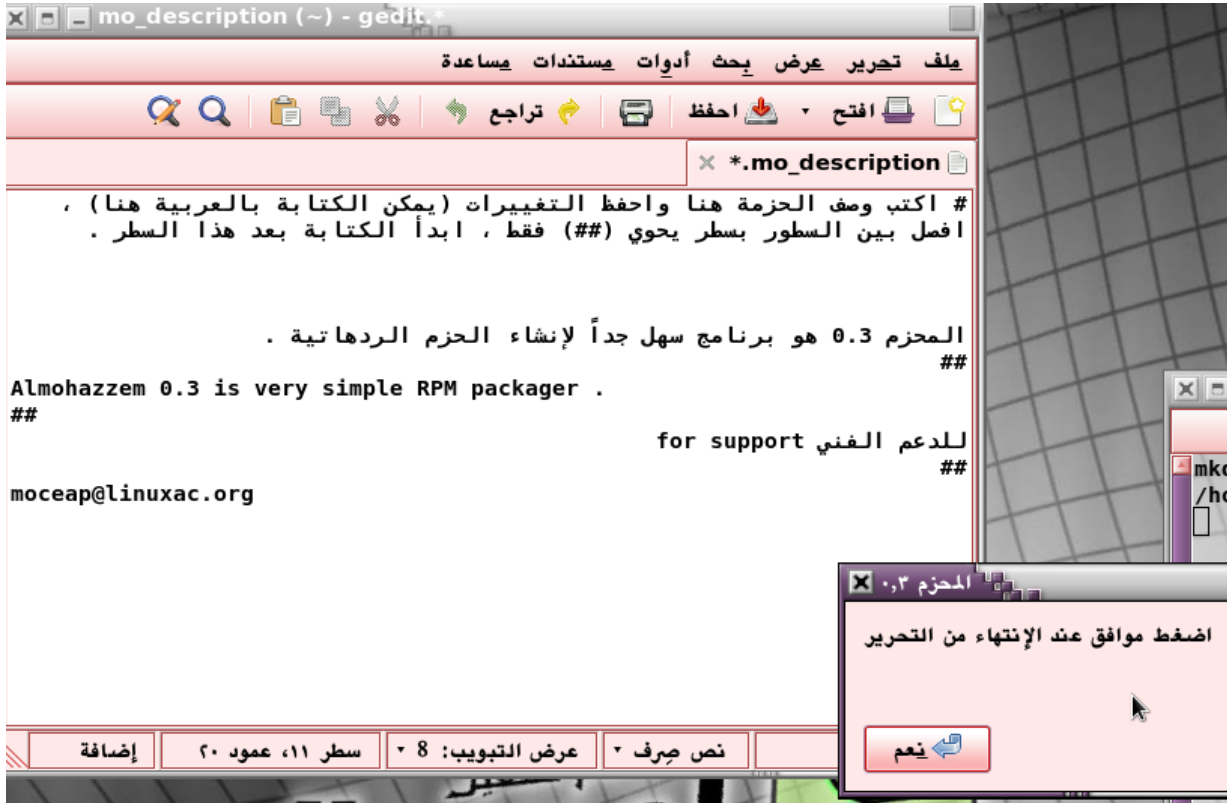 mo_description (~) - gedit.*
ملف تحرير عرض بحث أدوات مستندات مساعدة
افتح احفظ تراجع
*.mo_description
# اكتب وصف الحزمة هنا واحفظ التغييرات (يمكن الكتابة بالعربية هنا) ،
افصل بين السطور بسطر يحوي (##) فقط ، ابدأ الكتابة بعد هذا السطر .
المحزم 0.3 هو برنامج سهل جداً لإنشاء الحزم الردهاتية .
##
Almohazzem 0.3 is very simple RPM packager .
##
للدعم الفني for support
##
moceap@linuxac.org
mkd
/ho
المحزم ٠,٣
اضغط موافق عند الإنتهاء من التحرير
نعم
نص صِرف
عرض التبويب: 8
سطر ١١، عمود ٢٠
إضافة